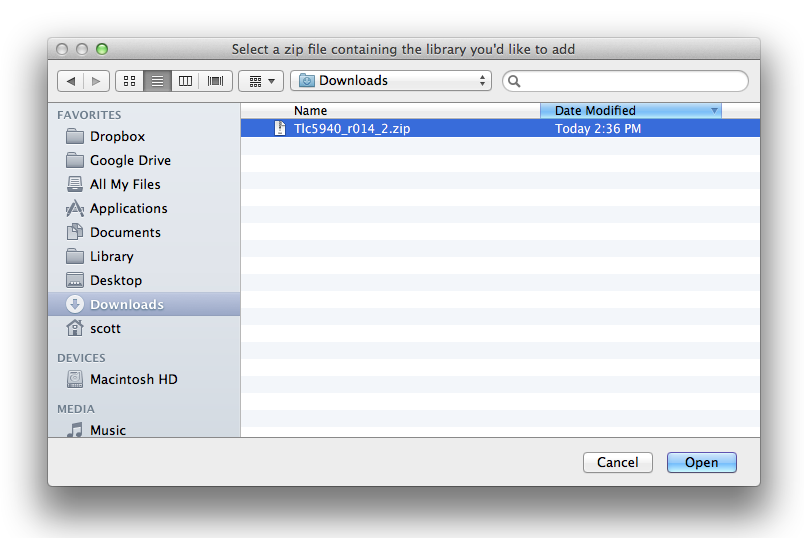 Select a zip file containing the library you'd like to add
Downloads
FAVORITES
Dropbox
Google Drive
All My Files
Applications
Documents
Library
Desktop
Downloads
scott
DEVICES
Macintosh HD
MEDIA
Music
Name Date Modified
Tlc5940_r014_2.zip Today 2:36 PM
Cancel Open